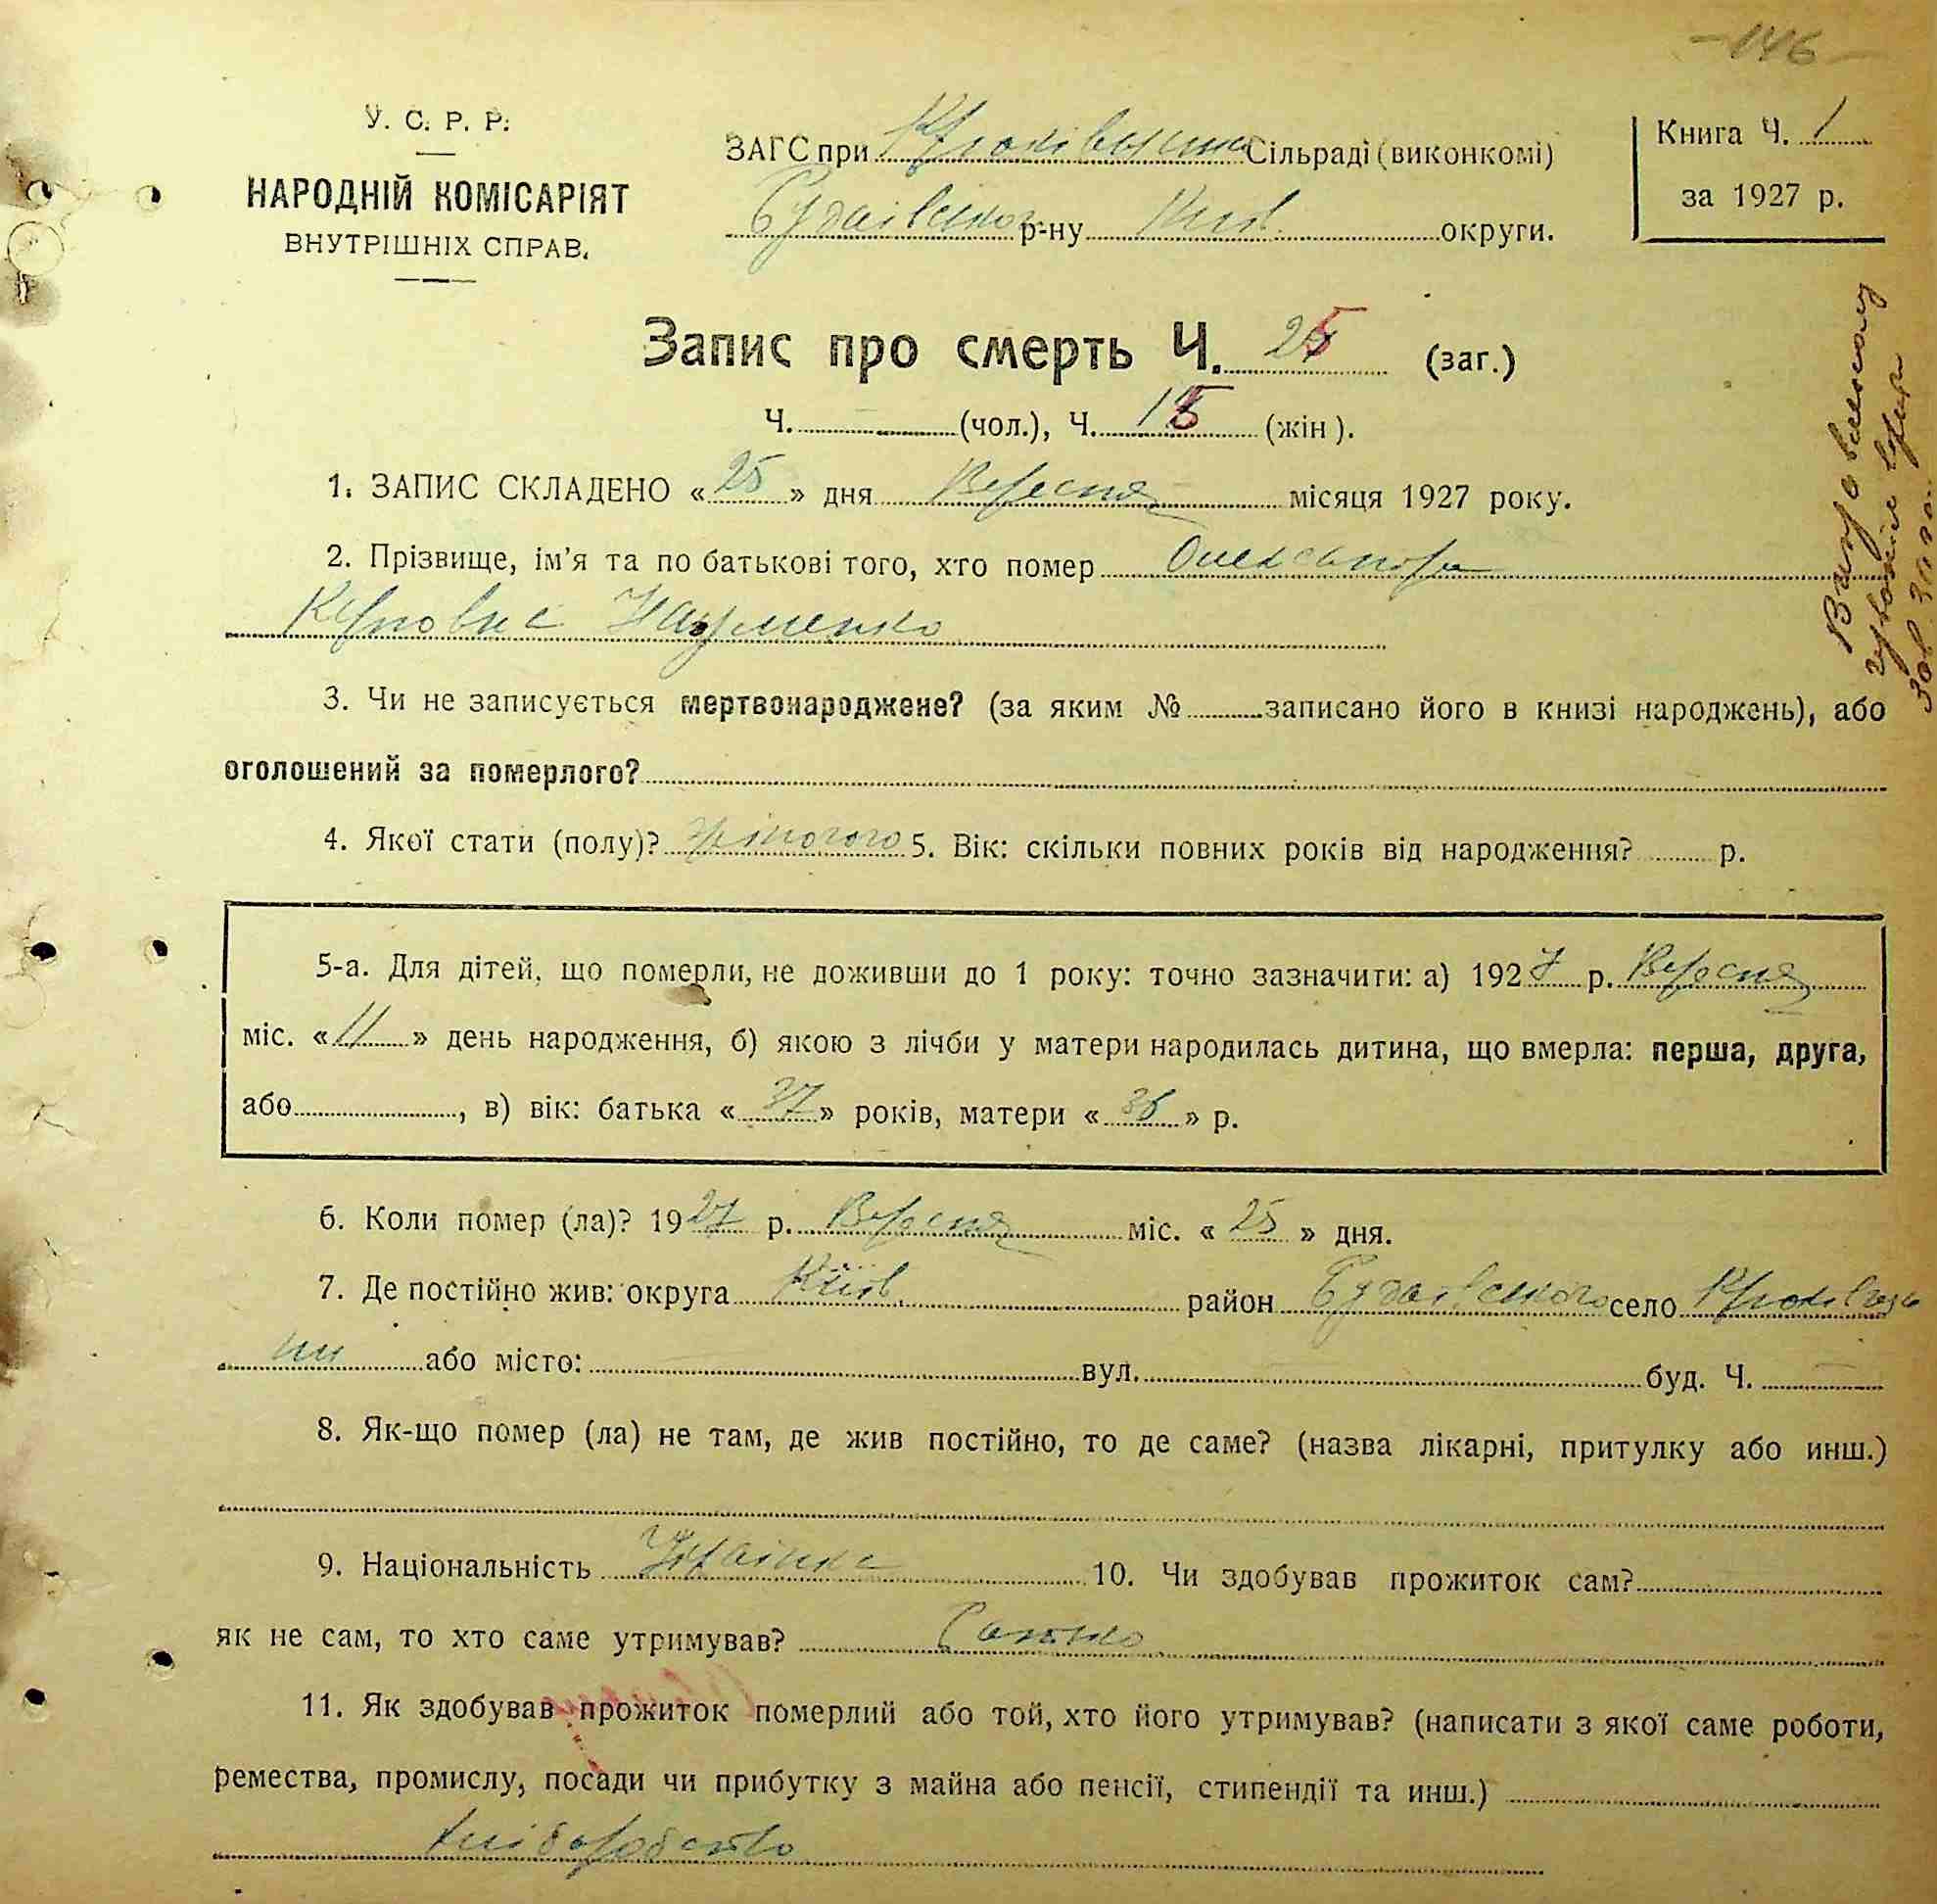 – 146 –
У. С. Р. Р.
НАРОДНІЙ КОМІСАРІЯТ
ВНУТРІШНІХ СПРАВ.
ЗАГС при Сільраді (виконкомі)
р-ну Київ. округи.
Книга Ч. 1
за 1927 р.
Запис про смерть Ч. 25 (заг.)
Ч. — (чол.), Ч. (жін).
1. ЗАПИС СКЛАДЕНО «25» дня Вересня місяця 1927 року.
2. Прізвище, ім'я та по батькові того, хто помер Олександра
Науменко
3. Чи не записується мертвонароджене? (за яким № записано його в книзі народжень), або
оголошений за померлого?
4. Якої стати (полу)? жіночого 5. Вік: скільки повних років від народження? р.
5-а. Для дітей, що померли, не доживши до 1 року: точно зазначити: а) 1927 р. Вересня
міс. «11» день народження, б) якою з лічби у матери народилась дитина, що вмерла: перша, друга,
або , в) вік: батька «37» років, матери «36» р.
6. Коли помер (ла)? 1927 р. Вересня міс. «25» дня.
7. Де постійно жив: округа Київ. район село
або місто: вул. буд. Ч.
8. Як-що помер (ла) не там, де жив постійно, то де саме? (назва лікарні, притулку або инш.)
9. Національність Українка 10. Чи здобував прожиток сам?
як не сам, то хто саме утримував? Батько
11. Як здобував прожиток померлий або той, хто його утримував? (написати з якої саме роботи,
ремества, промислу, посади чи прибутку з майна або пенсії, стипендії та инш.)
хліборобство